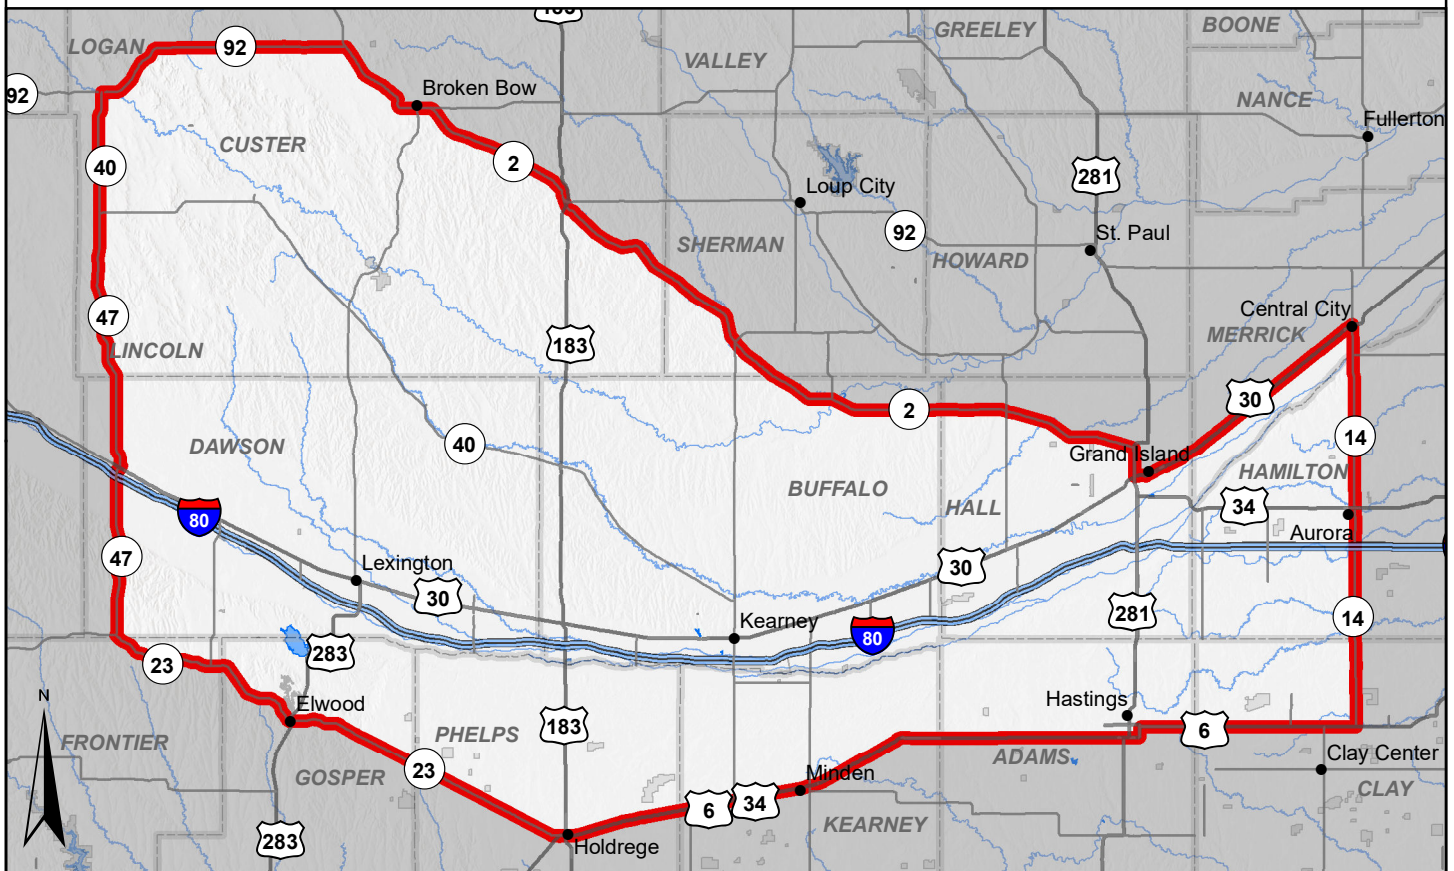 183
GREELEY
BOONE
LOGAN
92
VALLEY
92
Broken Bow
NANCE
Fullerton
CUSTER
40
2
281
Loup City
92
St. Paul
SHERMAN
HOWARD
47
LINCOLN
183
Central City
MERRICK
30
2
DAWSON
40
14
Grand Island
BUFFALO
HAMILTON
HALL
34
80
Aurora
47
Lexington
30
30
281
Kearney
80
14
283
23
N
Elwood
Hastings
183
PHELPS
6
FRONTIER
GOSPER
23
ADAMS
Clay Center
Minden
CLAY
6
34
KEARNEY
283
Holdrege